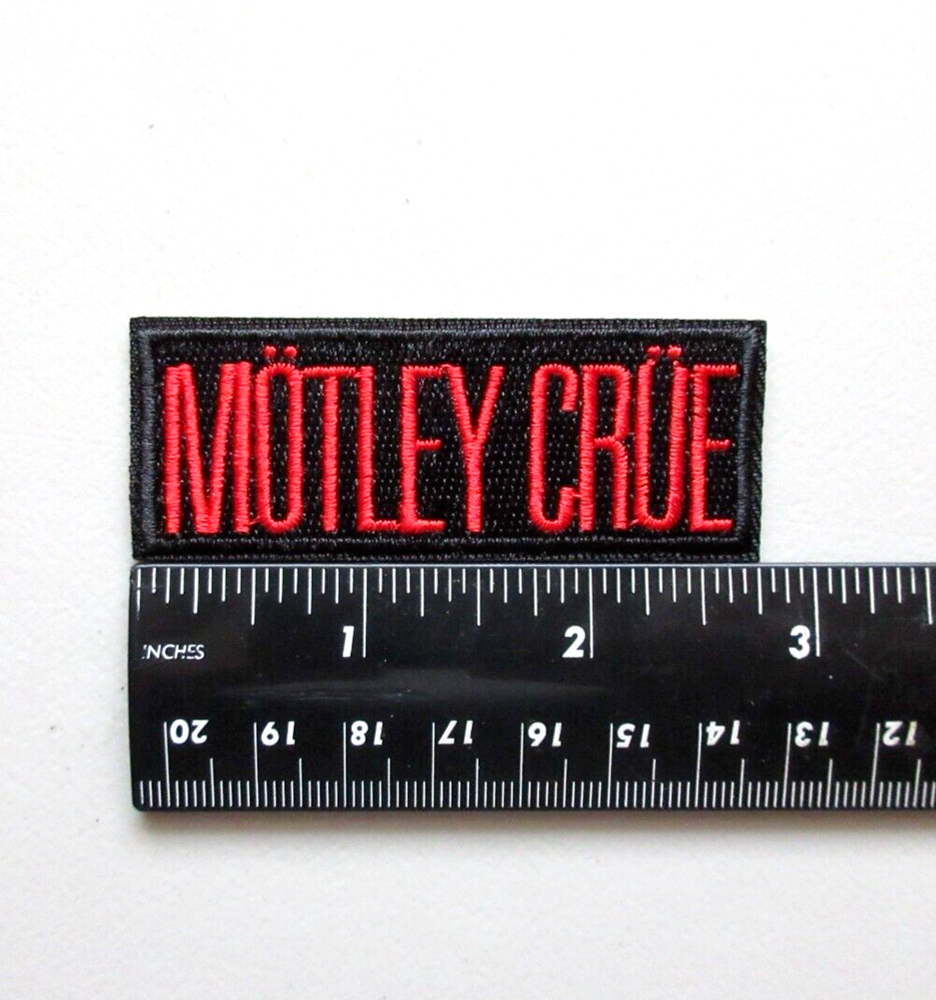 MÖTLEY CRÜE
1 2 3
INCHES
20 19 18 17 16 15 14 13 12